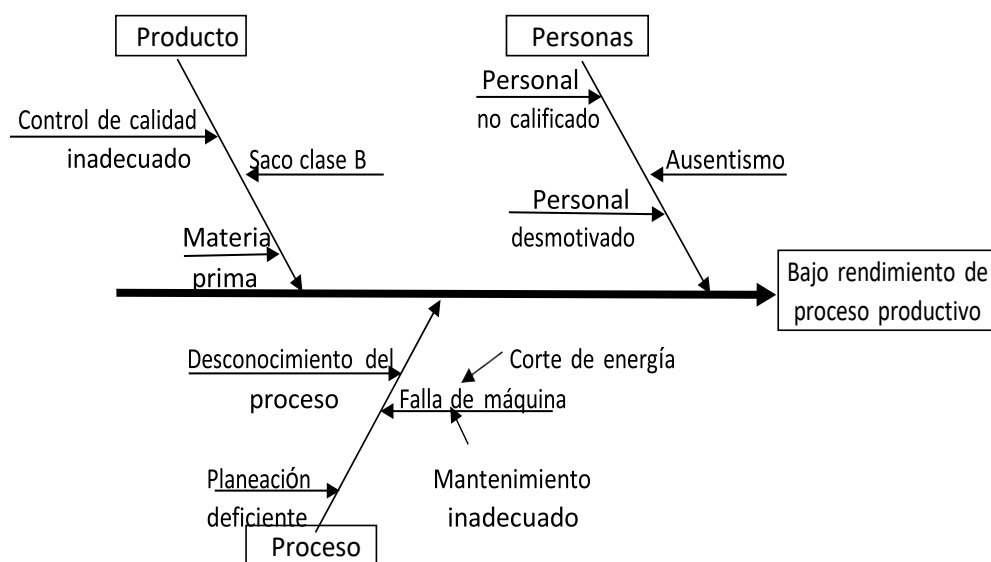 Producto
Personas
Control de calidad
inadecuado
Saco clase B
Materia
prima
Personal
no calificado
Ausentismo
Personal
desmotivado
Bajo rendimiento de
proceso productivo
Desconocimiento del
proceso
Corte de energía
Falla de máquina
Planeación
deficiente
Mantenimiento
inadecuado
Proceso